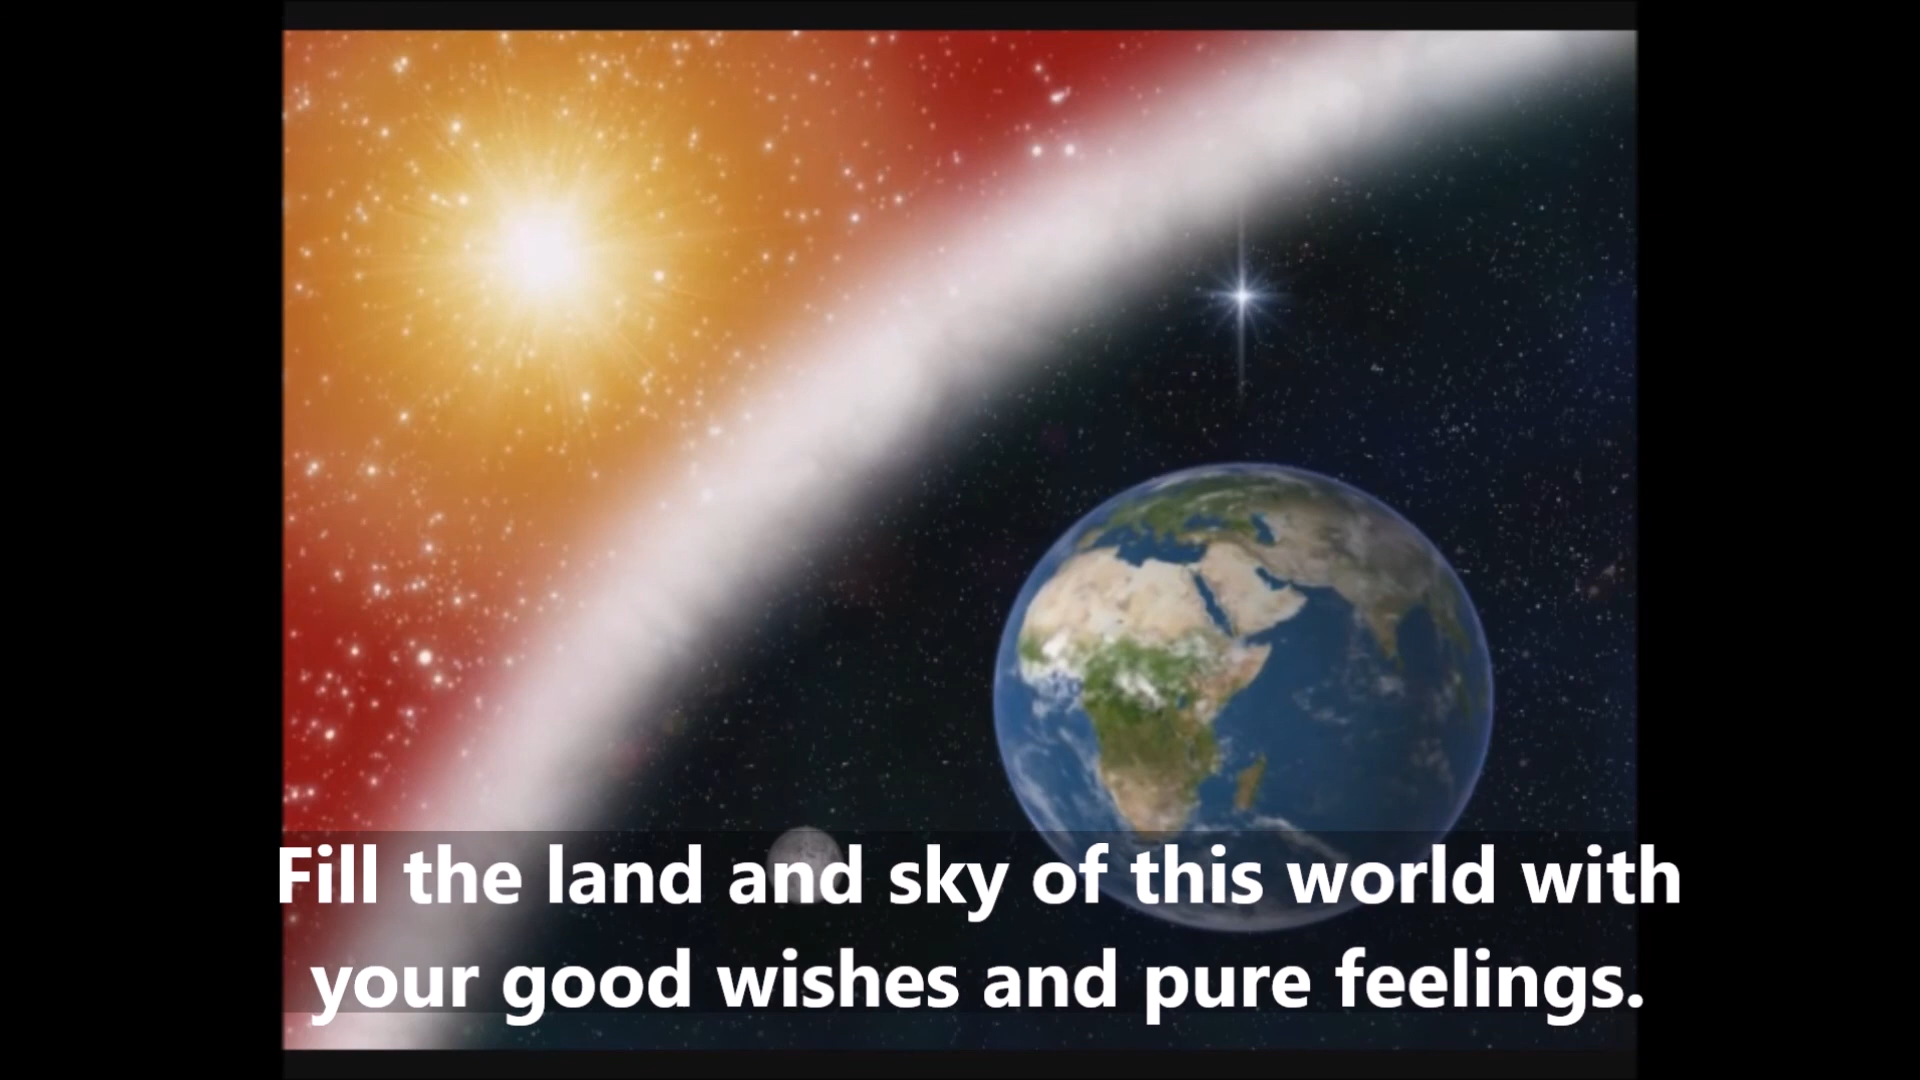 Fill the land and sky of this world with
your good wishes and pure feelings.